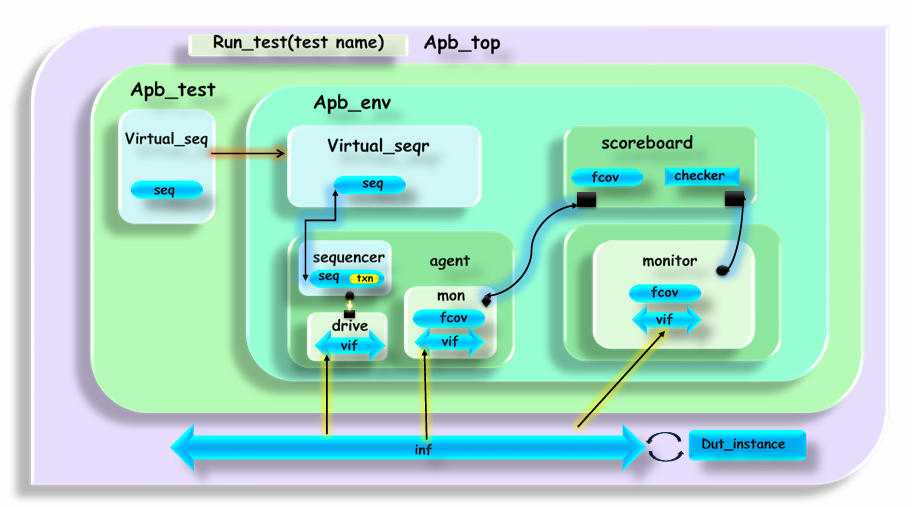 Run_test(test name)
Apb_top
Apb_test
Apb_env
Virtual_seq
seq
Virtual_seqr
seq
scoreboard
fcov
checker
sequencer
seq
txn
agent
mon
fcov
vif
drive
vif
monitor
fcov
vif
inf
Dut_instance